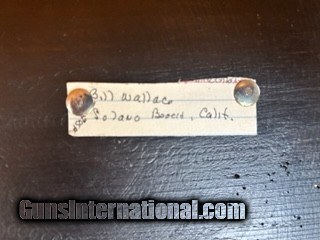 Bill Wallace
Solano Beach, Calif.
GunsInternational.com